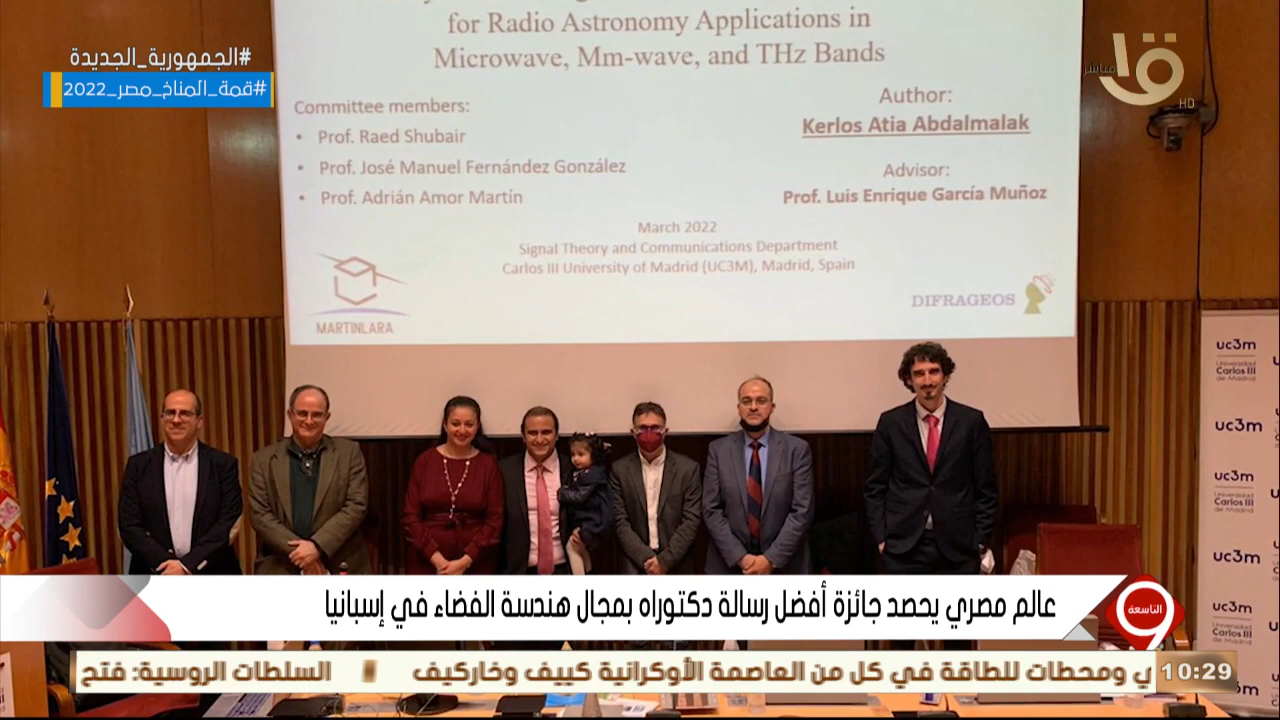 for Radio Astronomy Applications in
Microwave, Mm-wave, and THz Bands
Committee members:
• Prof. Raed Shubair
• Prof. José Manuel Fernández González
• Prof. Adrián Amor Martín
Author:
Kerlos Atia Abdalmalak
Advisor:
Prof. Luis Enrique García Muñoz
March 2022
Signal Theory and Communications Department
Carlos III University of Madrid (UC3M), Madrid, Spain
MARTINLARA
DIFRAGEOS
#الجمهورية_الجديدة
#قمة_المناخ_مصر_2022
مباشر
HD
uc3m
Universidad
Carlos III
de Madrid
uc3m
uc3m
Universidad
Carlos III
de Madrid
uc3m
uc3m
Universidad
Carlos III
de Madrid
التاسعة
عالم مصري يحصد جائزة أفضل رسالة دكتوراه بمجال هندسة الفضاء في إسبانيا
10:29
ي ومحطات للطاقة في كل من العاصمة الأوكرانية كييف وخاركيف
السلطات الروسية: فتح